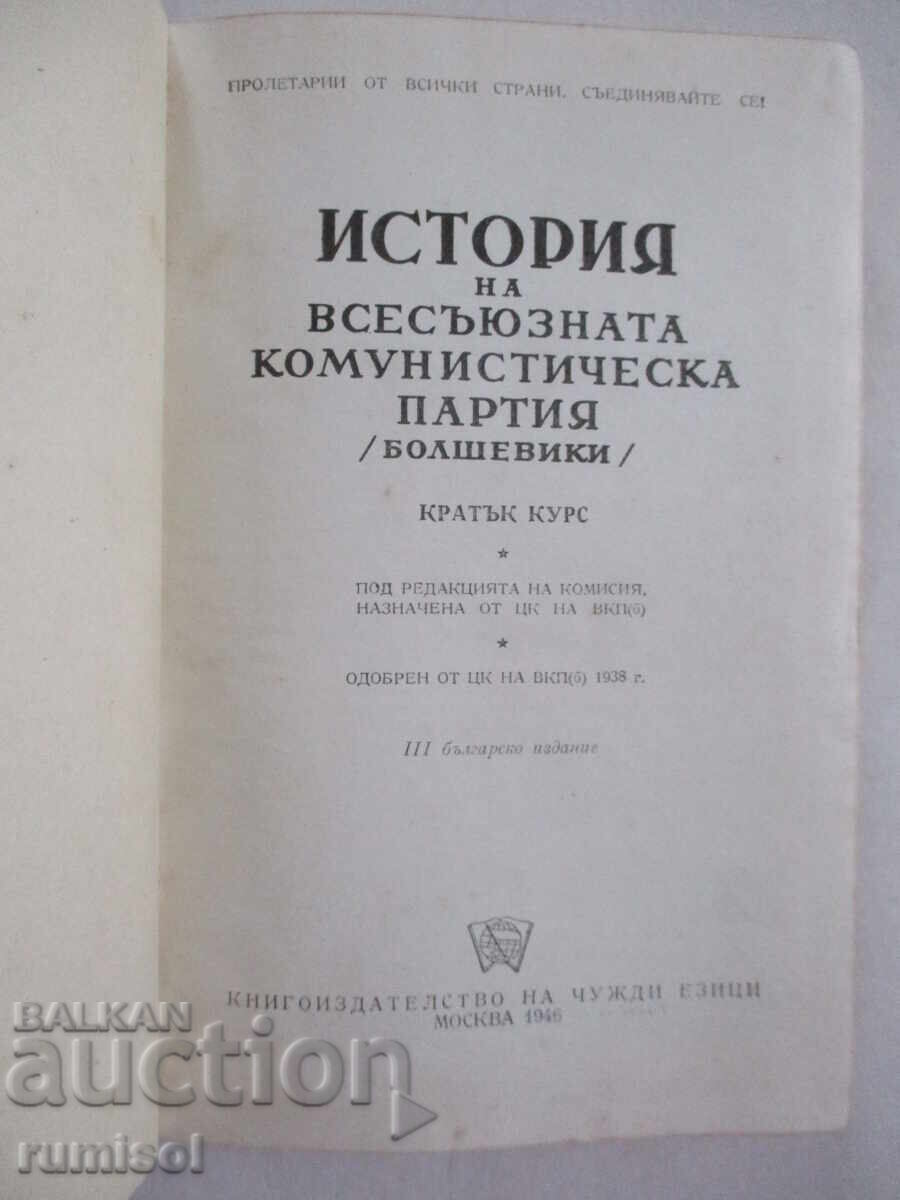 ПРОЛЕТАРИИ ОТ ВСИЧКИ СТРАНИ, СЪЕДИНЯВАЙТЕ СЕ!
ИСТОРИЯ
НА
ВСЕСЪЮЗНАТА
КОМУНИСТИЧЕСКА
ПАРТИЯ
/БОЛШЕВИКИ/
КРАТЪК КУРС
ПОД РЕДАКЦИЯТА НА КОМИСИЯ,
НАЗНАЧЕНА ОТ ЦК НА ВКП(б)
ОДОБРЕН ОТ ЦК НА ВКП(б) 1938 г.
III българско издание
КНИГОИЗДАТЕЛСТВО НА ЧУЖДИ ЕЗИЦИ
МОСКВА 1946
BALKAN
auction
rumisol